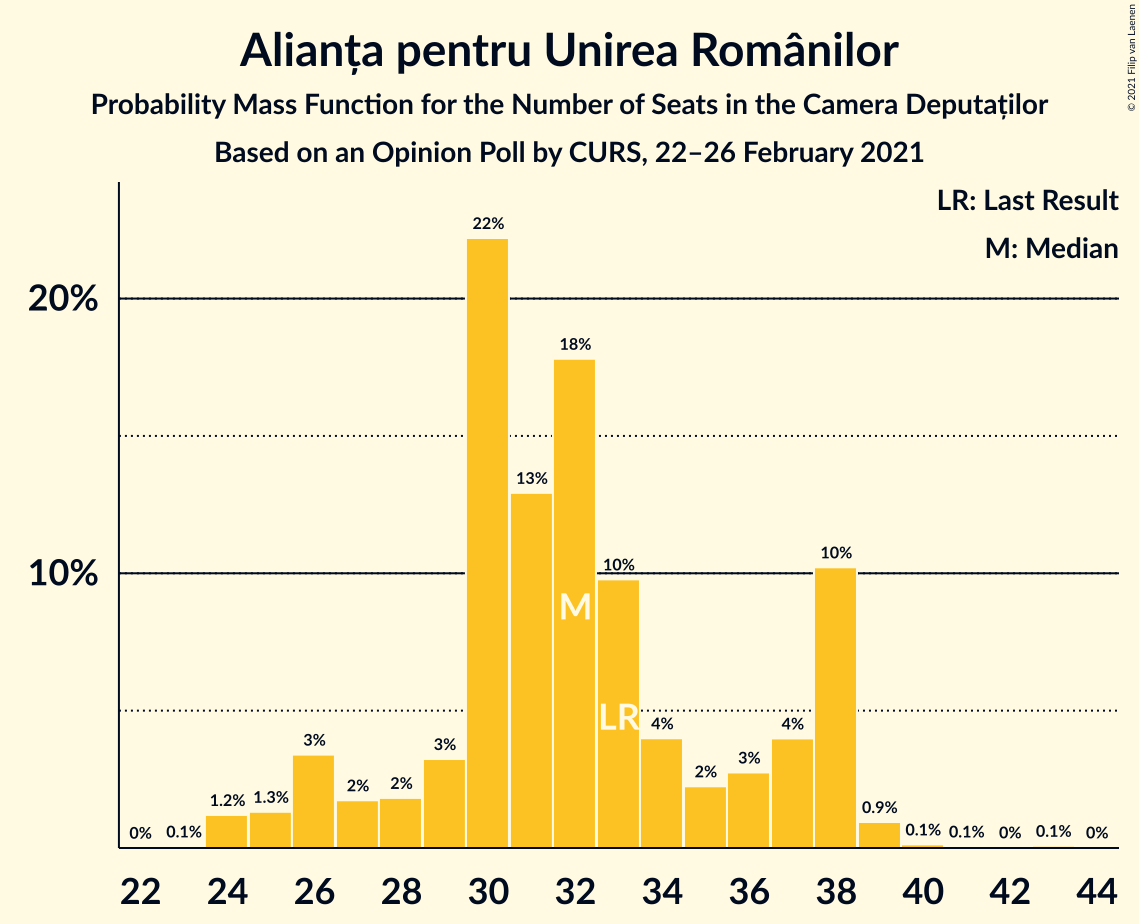 Alianța pentru Unirea Românilor
Probability Mass Function for the Number of Seats in the Camera Deputaților
Based on an Opinion Poll by CURS, 22–26 February 2021
© 2021 Filip van Laenen
LR: Last Result
M: Median
20%
10%
0%
0.1%
1.2%
1.3%
3%
2%
2%
3%
22%
13%
18%
10%
4%
2%
3%
4%
10%
0.9%
0.1%
0.1%
0%
0.1%
0%
M
LR
22 24 26 28 30 32 34 36 38 40 42 44